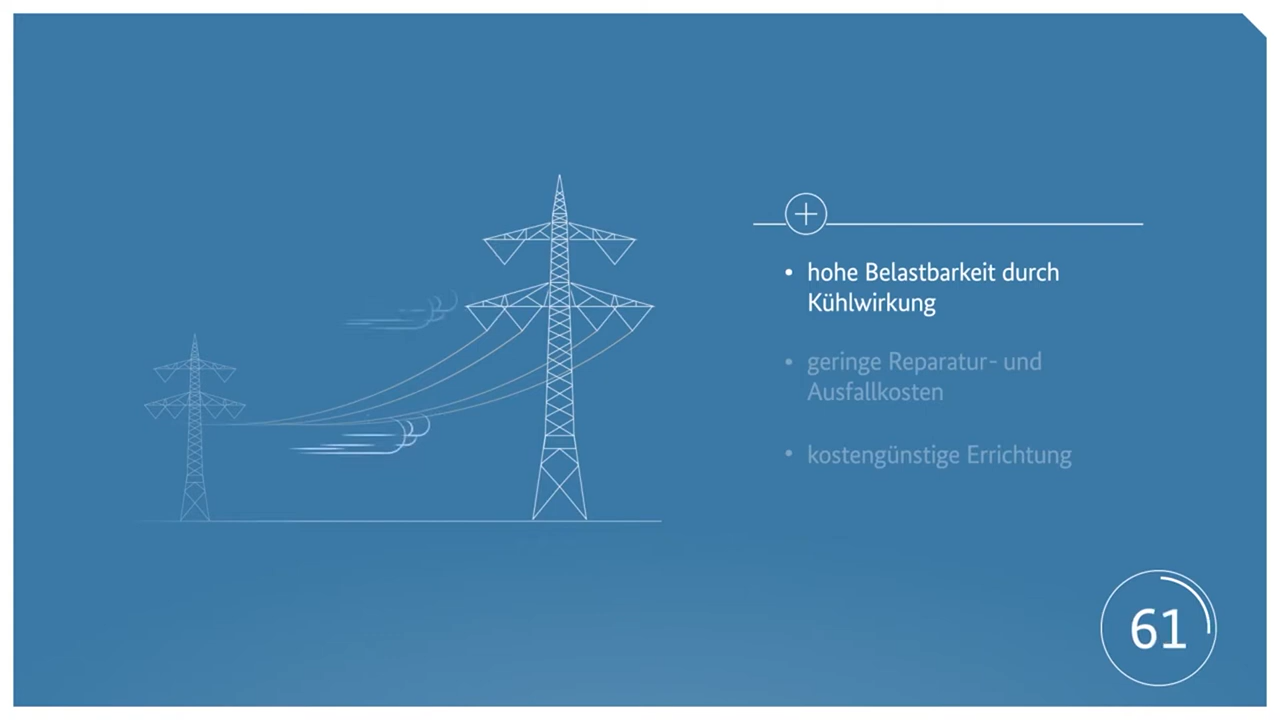 • hohe Belastbarkeit durch
Kühlwirkung
• geringe Reparatur- und
Ausfallkosten
• kostengünstige Errichtung
61